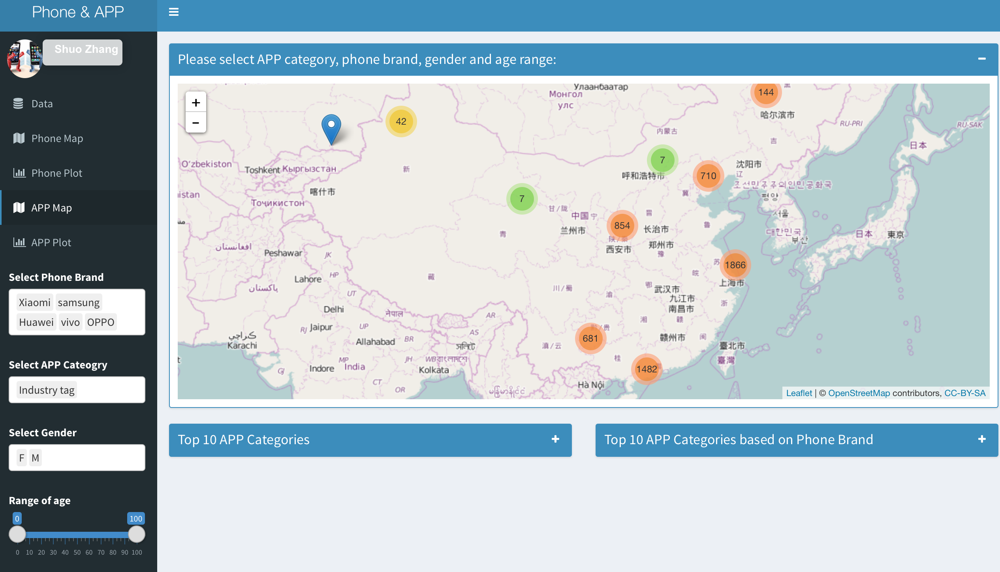 Phone & APP
Shuo Zhang
Data
Phone Map
Phone Plot
APP Map
APP Plot
Select Phone Brand
Xiaomi samsung
Huawei vivo OPPO
Select APP Cateogry
Industry tag
Select Gender
F M
Range of age
0 100
0 10 20 30 40 50 60 70 80 90 100
Please select APP category, phone brand, gender and age range:
+
−
Улаанбаатар
Монгол
улс
144
黑
哈尔滨市
42
RU-PRI
RU-SAK
内蒙古
吉
日本
7
沈阳市
O'zbekiston
Toshkent
Кыргызстан
新
呼和浩特市
710
辽
조선민주주의인민공화국
喀什市
istan
冀
평양
7
Тоҷикистон
甘/陇
中国
宁
晋
서울
854
长治市
鲁
兰州市
青
대한민국
日本
東京
부산
陕/秦
افغانستان
西安市
郑州市
豫
Peshawar
JK
苏
1866
HP
Lahore
藏
皖
上海市
پاکستان
川/蜀
鄂
武汉市
UT
渝
九江市
浙
Delhi
南昌市
नेपाल
AR
湘
赣
RJ
Jaipur
UP
AS
黔/贵
كراچي
Karachi
Allahabad
BR
681
赣州市
闽
সিলেট
滇/云
臺北市
JH
WB
বাংলাদেশ
桂
臺灣
MP
India
Indore
GJ
Kolkata
1482
CT
Hà Nội
OR
Leaflet | © OpenStreetMap contributors, CC-BY-SA
Top 10 APP Categories +
Top 10 APP Categories based on Phone Brand +